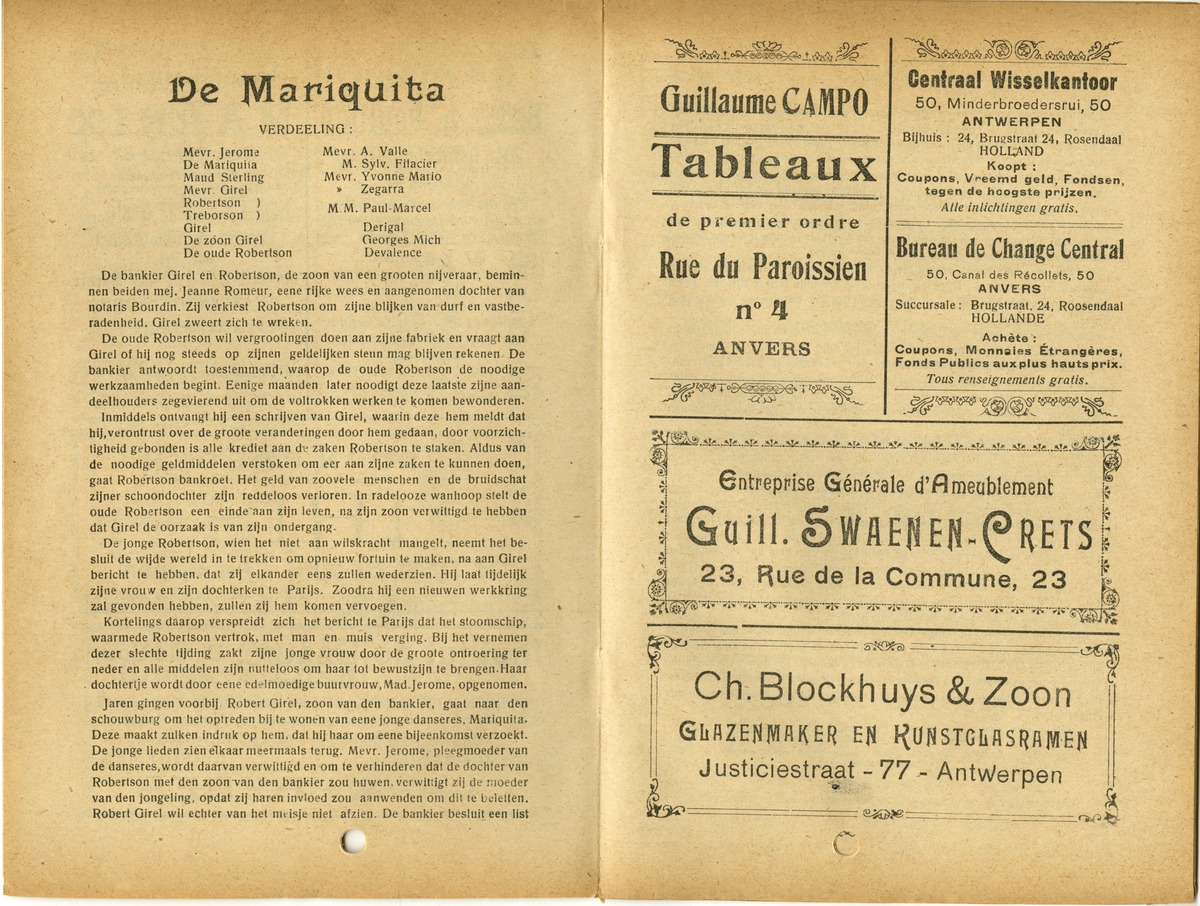 De Mariquita
VERDEELING :
Mevr. Jerome Mevr. A. Valle
De Mariquita M. Sylv. Filacier
Maud Sterling Mevr. Yvonne Mario
Mevr. Girel » Zegarra
Robertson )
Treborson ) M.M. Paul-Marcel
Girel Derigal
De zoon Girel Georges Mich
De oude Robertson Devalence
De bankier Girel en Robertson, de zoon van een grooten nijveraar, bemin-
nen beiden mej. Jeanne Romeur, eene rijke wees en aangenomen dochter van
notaris Bourdin. Zij verkiest Robertson om zijne blijken van durf en vastbe-
radenheid. Girel zweert zich te wreken.
De oude Robertson wil vergrootingen doen aan zijne fabriek en vraagt aan
Girel of hij nog steeds op zijnen geldelijken steun mag blijven rekenen. De
bankier antwoordt toestemmend, waarop de oude Robertson de noodige
werkzaamheden begint. Eenige maanden later noodigt deze laatste zijne aan-
deelhouders zegevierend uit om de voltrokken werken te komen bewonderen.
Inmiddels ontvangt hij een schrijven van Girel, waarin deze hem meldt dat
hij, verontrust over de groote veranderingen door hem gedaan, door voorzich-
tigheid gebonden is alle krediet aan de zaken Robertson te staken. Aldus van
de noodige geldmiddelen verstoken om eer aan zijne zaken te kunnen doen,
gaat Robertson bankroet. Het geld van zoovele menschen en de bruidschat
zijner schoondochter zijn reddeloos verloren. In radelooze wanhoop stelt de
oude Robertson een einde aan zijn leven, na zijn zoon verwittigd te hebben
dat Girel de oorzaak is van zijn ondergang.
De jonge Robertson, wien het niet aan wilskracht mangelt, neemt het be-
sluit de wijde wereld in te trekken om opnieuw fortuin te maken, na aan Girel
bericht te hebben, dat zij elkander eens zullen wederzien. Hij laat tijdelijk
zijne vrouw en zijn dochterken te Parijs. Zoodra hij een nieuwen werkkring
zal gevonden hebben, zullen zij hem komen vervoegen.
Kortelings daarop verspreidt zich het bericht te Parijs dat het stoomschip,
waarmede Robertson vertrok, met man en muis verging. Bij het vernemen
dezer slechte tijding zakt zijne jonge vrouw door de groote ontroering ter
neder en alle middelen zijn nutteloos om haar tot bewustzijn te brengen. Haar
dochtertje wordt door eene edelmoedige buurvrouw, Mad. Jerome, opgenomen.
Jaren gingen voorbij Robert Girel, zoon van den bankier, gaat naar den
schouwburg om het optreden bij te wonen van eene jonge danseres, Mariquita.
Deze maakt zulken indruk op hem, dat hij haar om eene bijeenkomst verzoekt.
De jonge lieden zien elkaar meermaals terug. Mevr. Jerome, pleegmoeder van
de danseres, wordt daarvan verwittigd en om te verhinderen dat de dochter van
Robertson met den zoon van den bankier zou huwen, verwittigt zij de moeder
van den jongeling, opdat zij haren invloed zou aanwenden om dit te beletten.
Robert Girel wil echter van het meisje niet afzien. De bankier besluit een list
Guillaume CAMPO
Tableaux
de premier ordre
Rue du Paroissien
nº 4
ANVERS
Centraal Wisselkantoor
50, Minderbroedersrui, 50
ANTWERPEN
Bijhuis : 24, Brugstraat 24, Rosendaal
HOLLAND
Koopt :
Coupons, Vreemd geld, Fondsen,
tegen de hoogste prijzen.
Alle inlichtingen gratis.
Bureau de Change Central
50, Canal des Récollets, 50
ANVERS
Succursale : Brugstraat, 24, Roosendaal
HOLLANDE
Achète :
Coupons, Monnaies Étrangères,
Fonds Publics aux plus hauts prix.
Tous renseignements gratis.
Entreprise Générale d'Ameublement
Guill. SWAENEN-CRETS
23, Rue de la Commune, 23
Ch. Blockhuys & Zoon
GLAZENMAKER EN KUNSTGLASRAMEN
Justiciestraat - 77 - Antwerpen